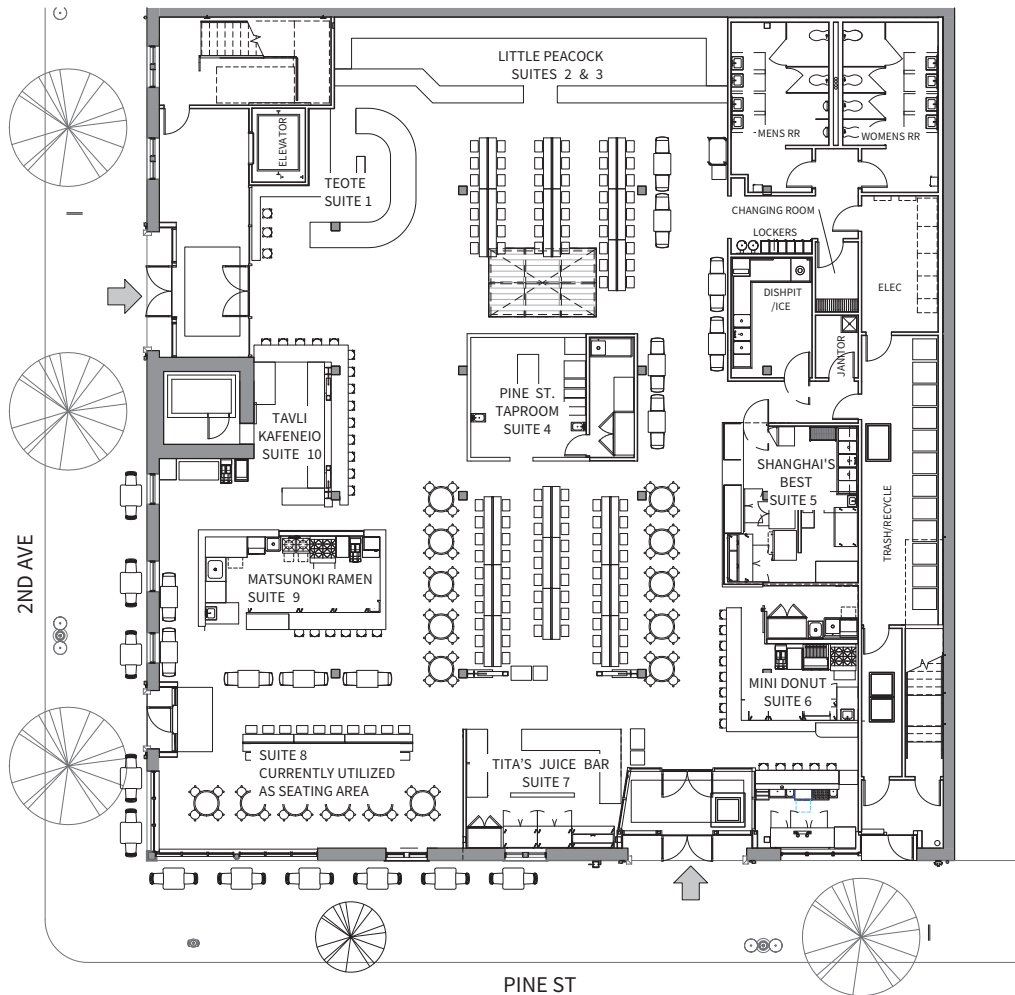 LITTLE PEACOCK
SUITES 2 & 3
MENS RR
WOMENS RR
ELEVATOR
TEOTE
SUITE 1
CHANGING ROOM
LOCKERS
DISHPIT
/ICE
ELEC
JANITOR
PINE ST.
TAPROOM
SUITE 4
TAVLI
KAFENEIO
SUITE 10
SHANGHAI'S
BEST
SUITE 5
TRASH/RECYCLE
2ND AVE
MATSUNOKI RAMEN
SUITE 9
MINI DONUT
SUITE 6
SUITE 8
CURRENTLY UTILIZED
AS SEATING AREA
TITA'S JUICE BAR
SUITE 7
PINE ST